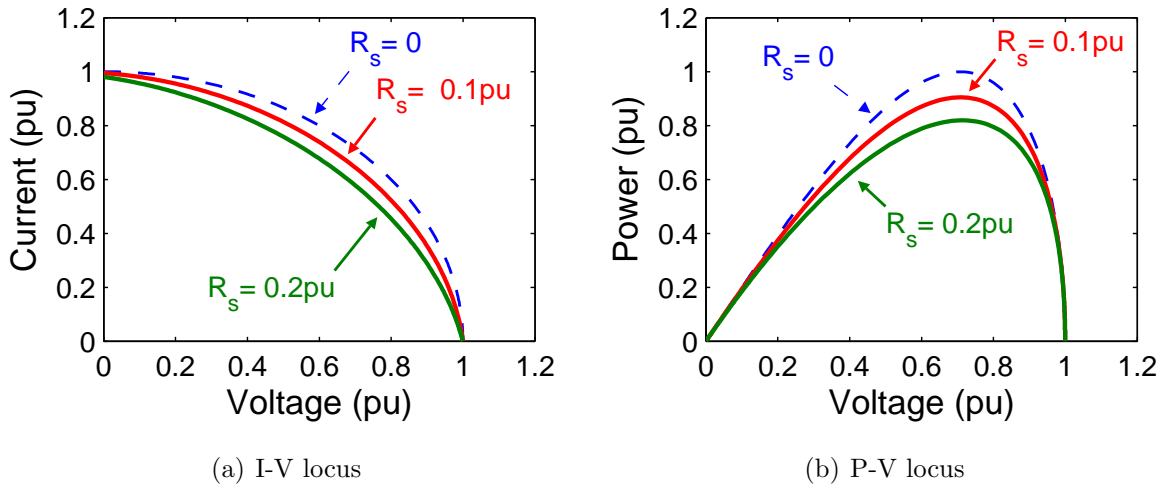 1.2
1
0.8
0.6
0.4
0.2
0
Current (pu)
R_s= 0
R_s= 0.1pu
R_s= 0.2pu
0 0.2 0.4 0.6 0.8 1 1.2
Voltage (pu)
(a) I-V locus
1.2
1
0.8
0.6
0.4
0.2
0
Power (pu)
R_s= 0
R_s= 0.1pu
R_s= 0.2pu
0 0.2 0.4 0.6 0.8 1 1.2
Voltage (pu)
(b) P-V locus